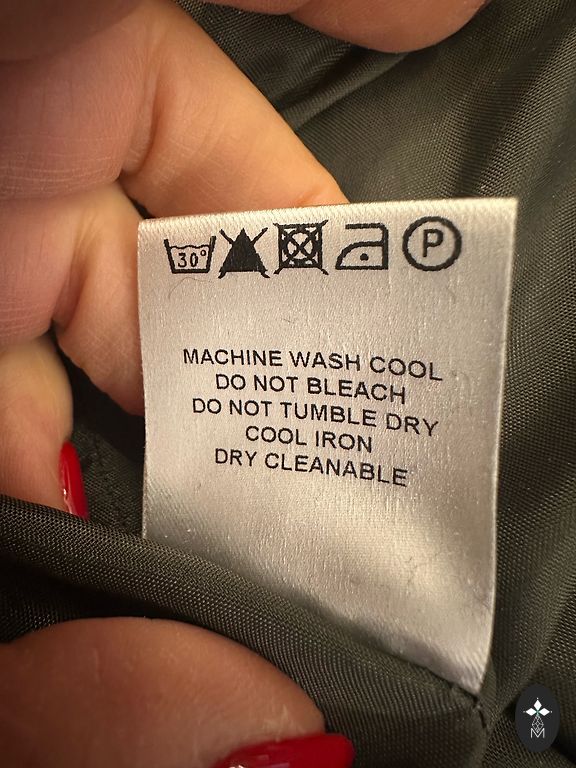 30° P
MACHINE WASH COOL
DO NOT BLEACH
DO NOT TUMBLE DRY
COOL IRON
DRY CLEANABLE
M